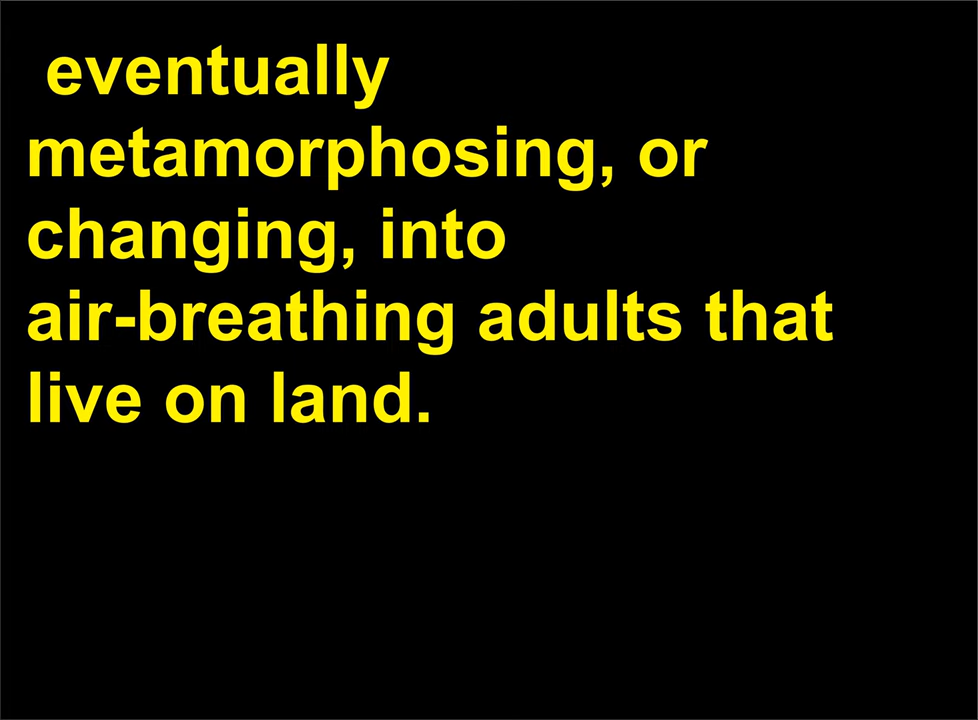 eventually
metamorphosing, or
changing, into
air-breathing adults that
live on land.